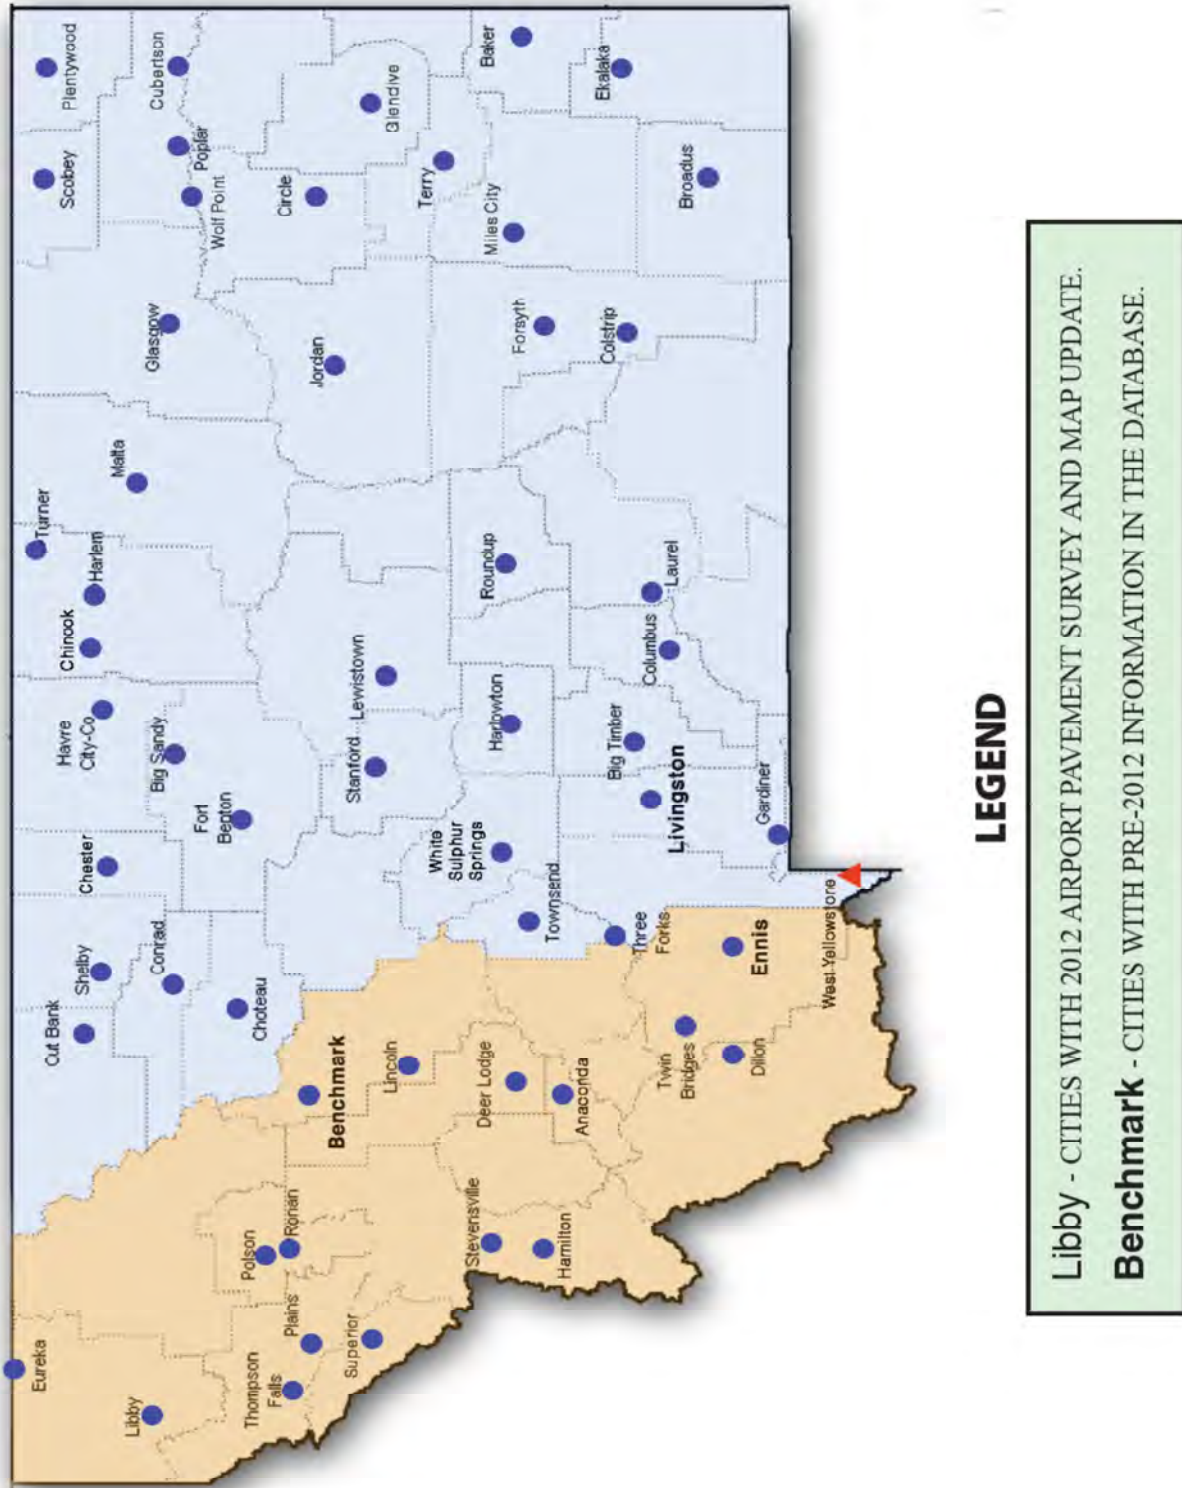 Eureka
Cut Bank
Shelby
Chester
Havre
City-Co
Chinook
Harlem
Turner
Malta
Glasgow
Scobey
Plentywood
Libby
Conrad
Big Sandy
Wolf Point
Poplar
Cubertson
Thompson
Falls
Plains
Polson
Ronan
Choteau
Fort
Benton
Jordan
Circle
Glendive
Superior
Benchmark
Lincoln
Stanford
Lewistown
Terry
Stevensville
Deer Lodge
White
Sulphur
Springs
Harlowton
Roundup
Miles City
Baker
Hamilton
Anaconda
Townsend
Forsyth
Three
Forks
Big Timber
Columbus
Laurel
Colstrip
Ekalaka
Twin
Bridges
Livingston
Broadus
Dillon
Ennis
Gardiner
West Yellowstone
LEGEND
Libby - CITIES WITH 2012 AIRPORT PAVEMENT SURVEY AND MAP UPDATE.
Benchmark - CITIES WITH PRE-2012 INFORMATION IN THE DATABASE.